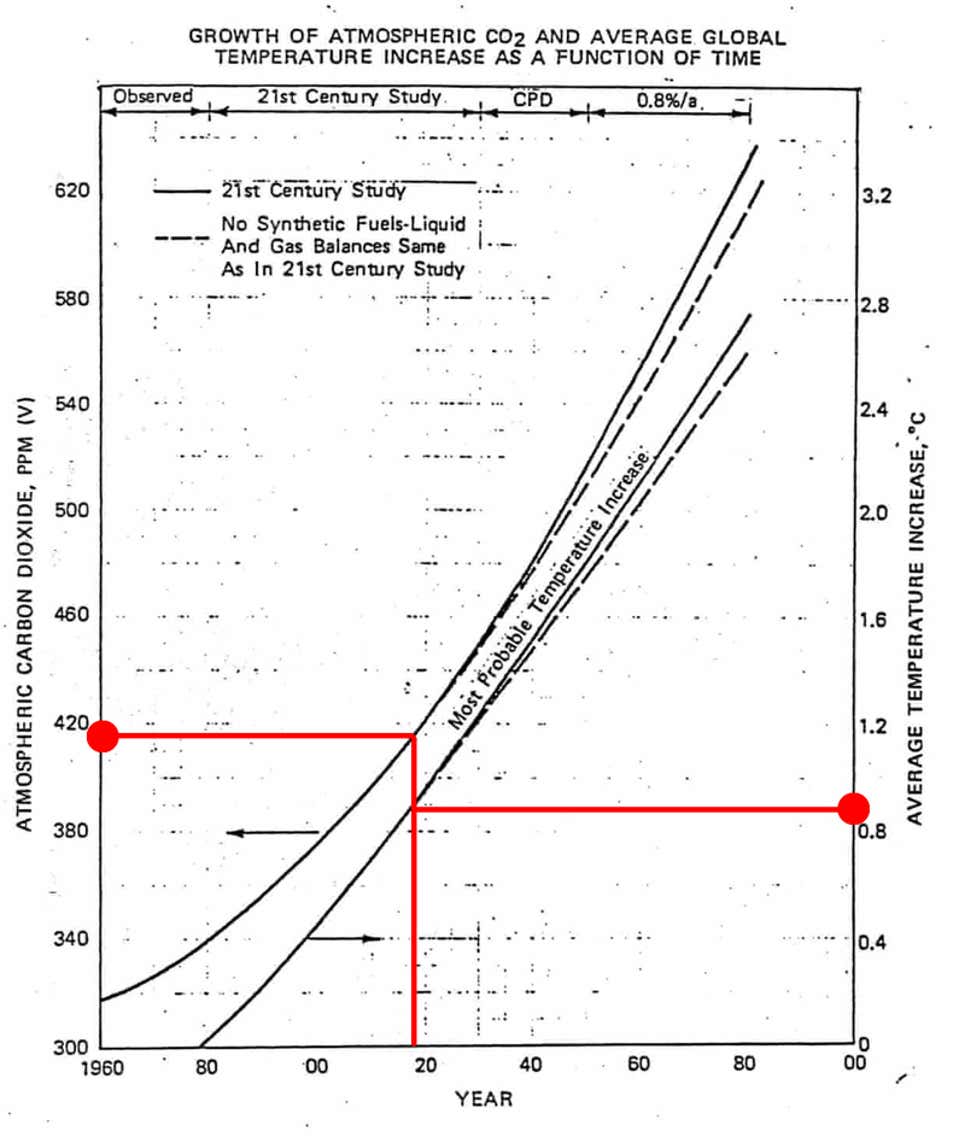 GROWTH OF ATMOSPHERIC CO2 AND AVERAGE GLOBAL
TEMPERATURE INCREASE AS A FUNCTION OF TIME
Observed
21st Century Study
CPD
0.8%/a
21st Century Study
No Synthetic Fuels-Liquid
And Gas Balances Same
As In 21st Century Study
ATMOSPHERIC CARBON DIOXIDE, PPM (V)
620
580
540
500
460
420
380
340
300
Most Probable Temperature Increase
AVERAGE TEMPERATURE INCREASE, °C
3.2
2.8
2.4
2.0
1.6
1.2
0.8
0.4
0
1960 80 00 20 40 60 80 00
YEAR